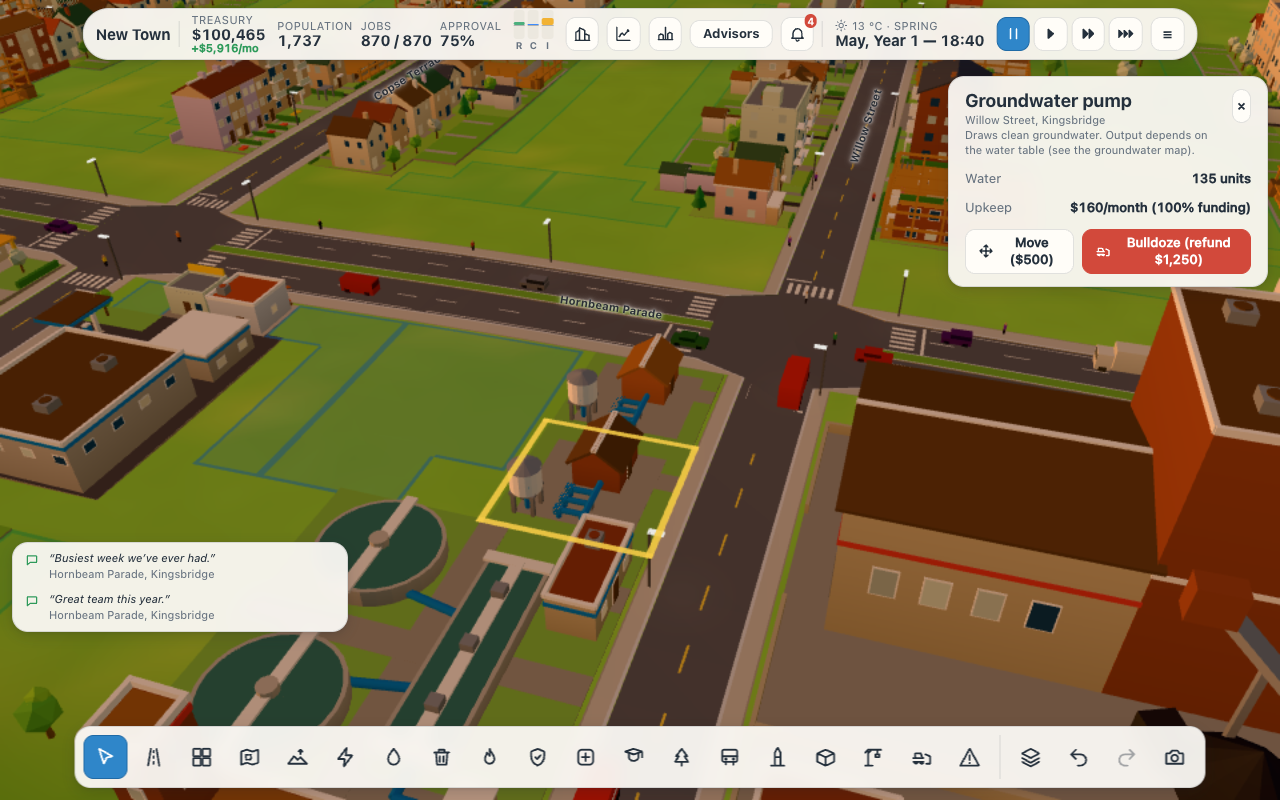 New Town
TREASURY
$100,465
+$5,916/mo
POPULATION
1,737
JOBS
870 / 870
APPROVAL
75%
R C I
Advisors
4
13 °C · SPRING
May, Year 1 — 18:40
Copse Terrace
Willow Street
Hornbeam Parade
Groundwater pump
Willow Street, Kingsbridge
Draws clean groundwater. Output depends on
the water table (see the groundwater map).
Water 135 units
Upkeep $160/month (100% funding)
Move
($500)
Bulldoze (refund
$1,250)
“Busiest week we’ve ever had.”
Hornbeam Parade, Kingsbridge
“Great team this year.”
Hornbeam Parade, Kingsbridge